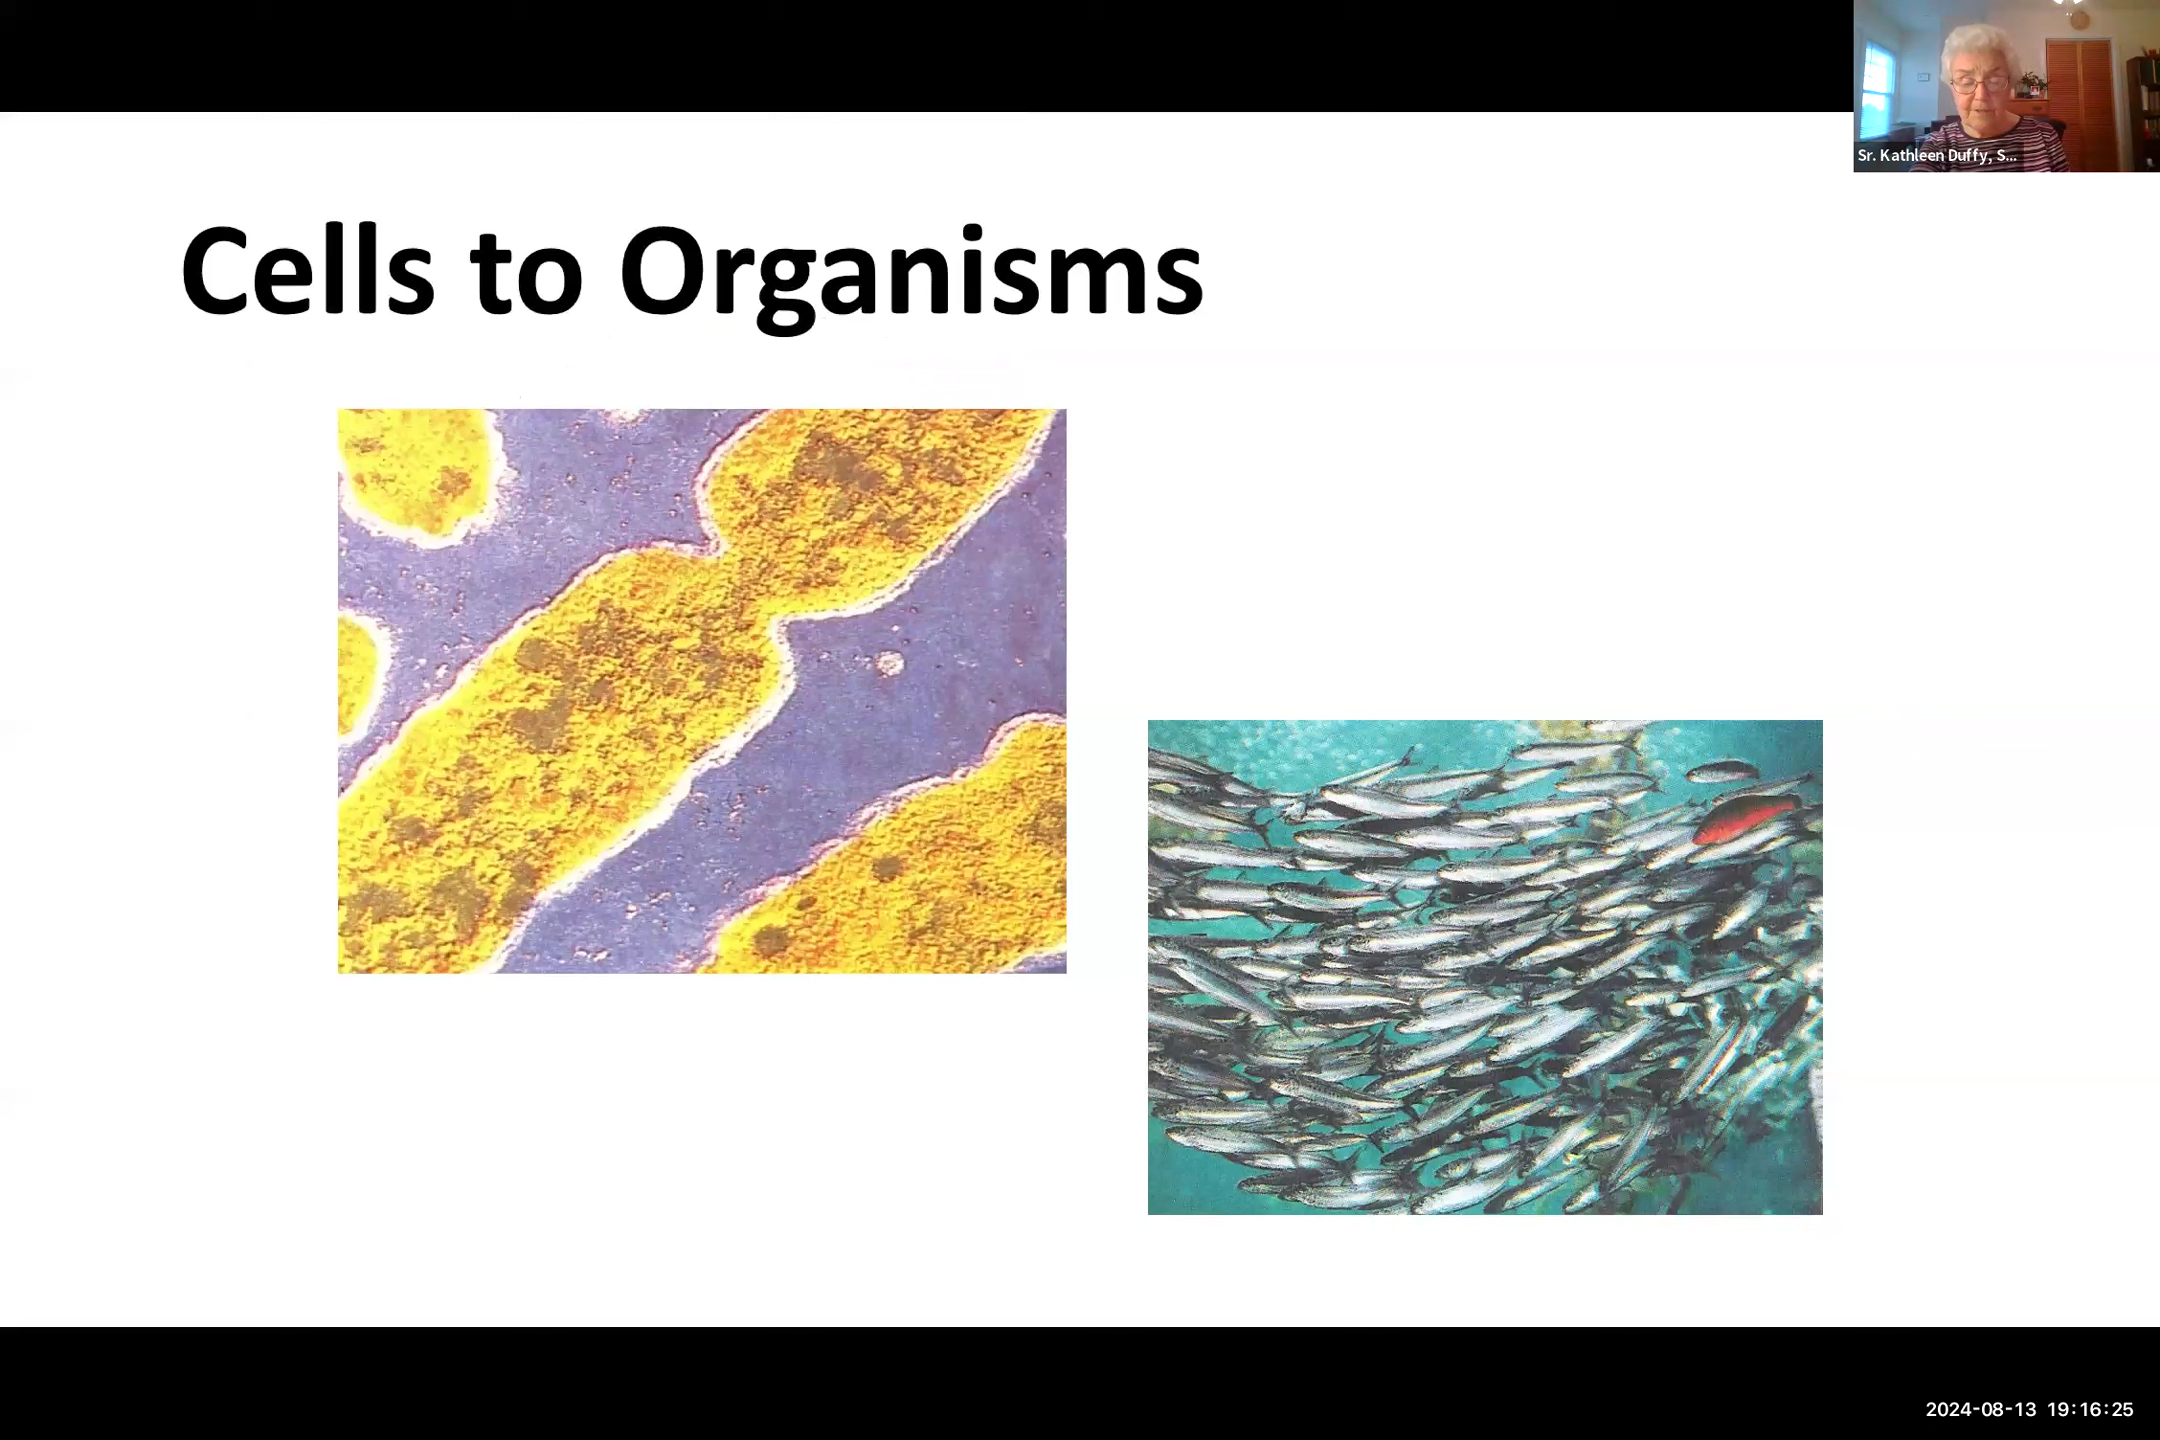 Sr. Kathleen Duffy, S...
Cells to Organisms
2024-08-13 19:16:25